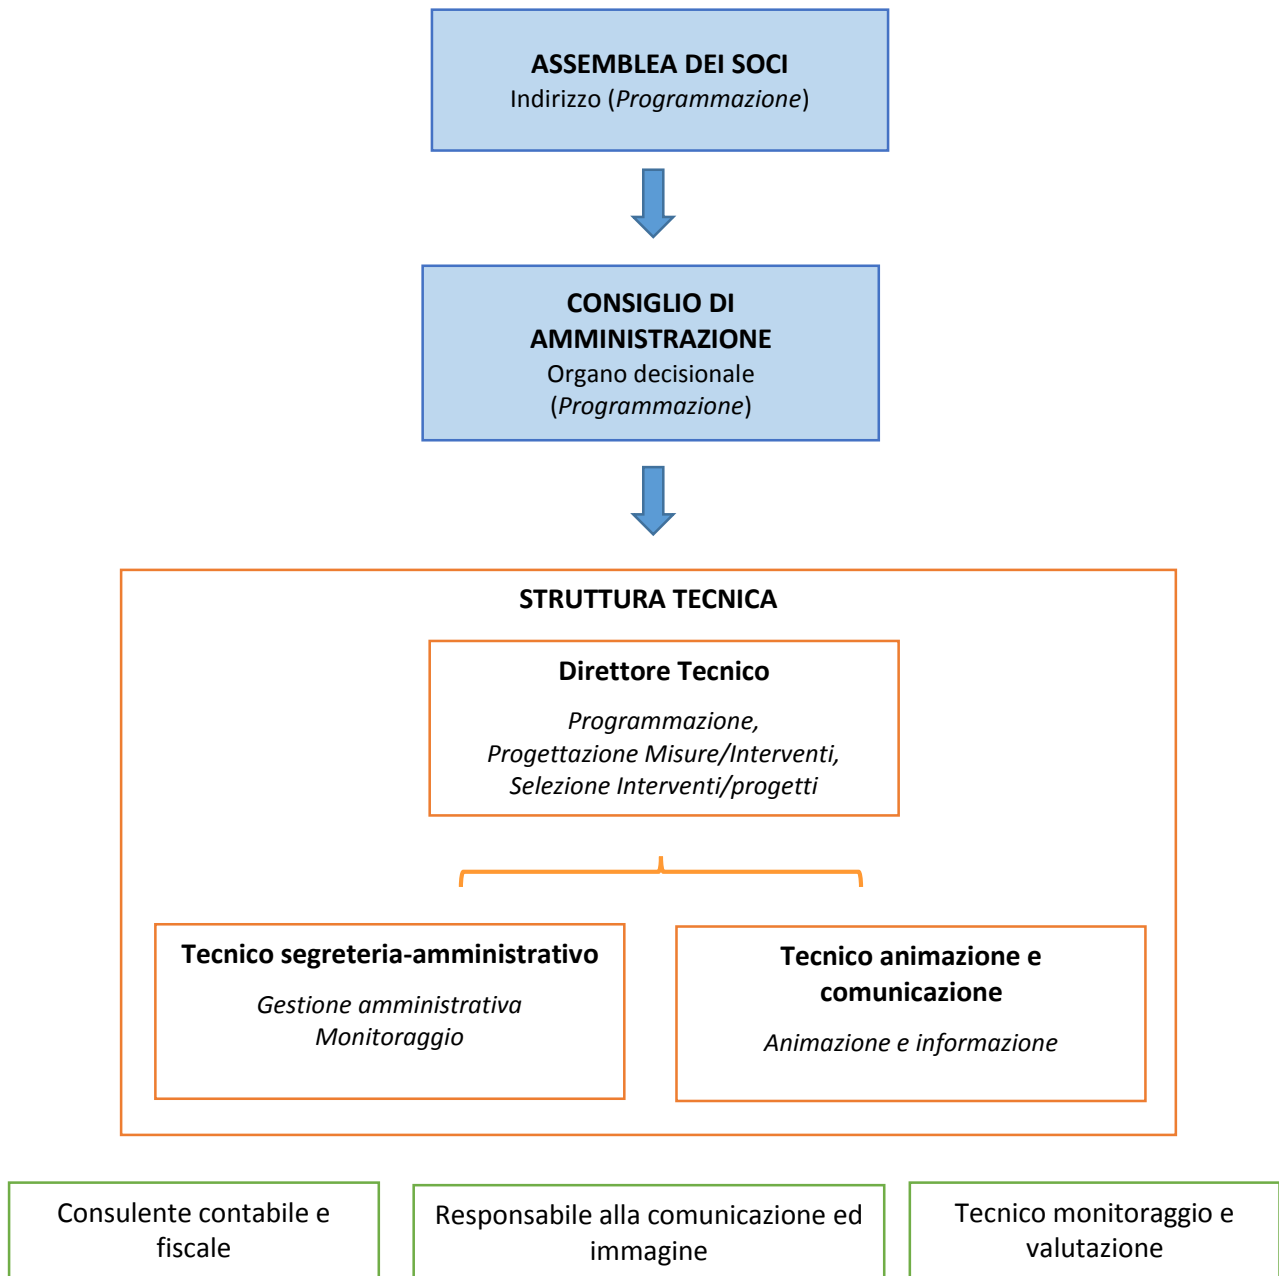 ASSEMBLEA DEI SOCI
Indirizzo (Programmazione)
CONSIGLIO DI
AMMINISTRAZIONE
Organo decisionale
(Programmazione)
STRUTTURA TECNICA
Direttore Tecnico
Programmazione,
Progettazione Misure/Interventi,
Selezione Interventi/progetti
Tecnico segreteria-amministrativo
Gestione amministrativa
Monitoraggio
Tecnico animazione e
comunicazione
Animazione e informazione
Consulente contabile e
fiscale
Responsabile alla comunicazione ed
immagine
Tecnico monitoraggio e
valutazione